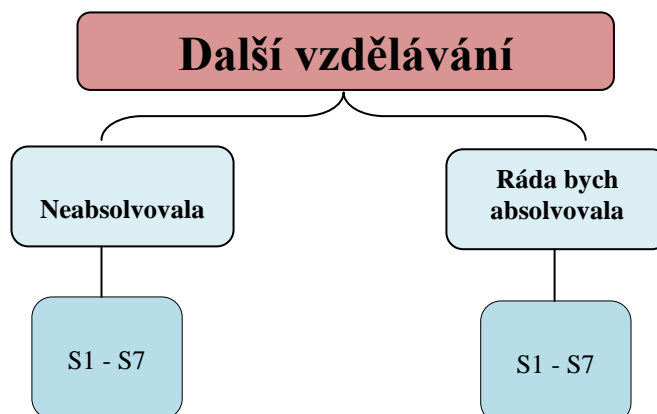 Další vzdělávání
Neabsolvovala
Ráda bych
absolvovala
S1 - S7
S1 - S7